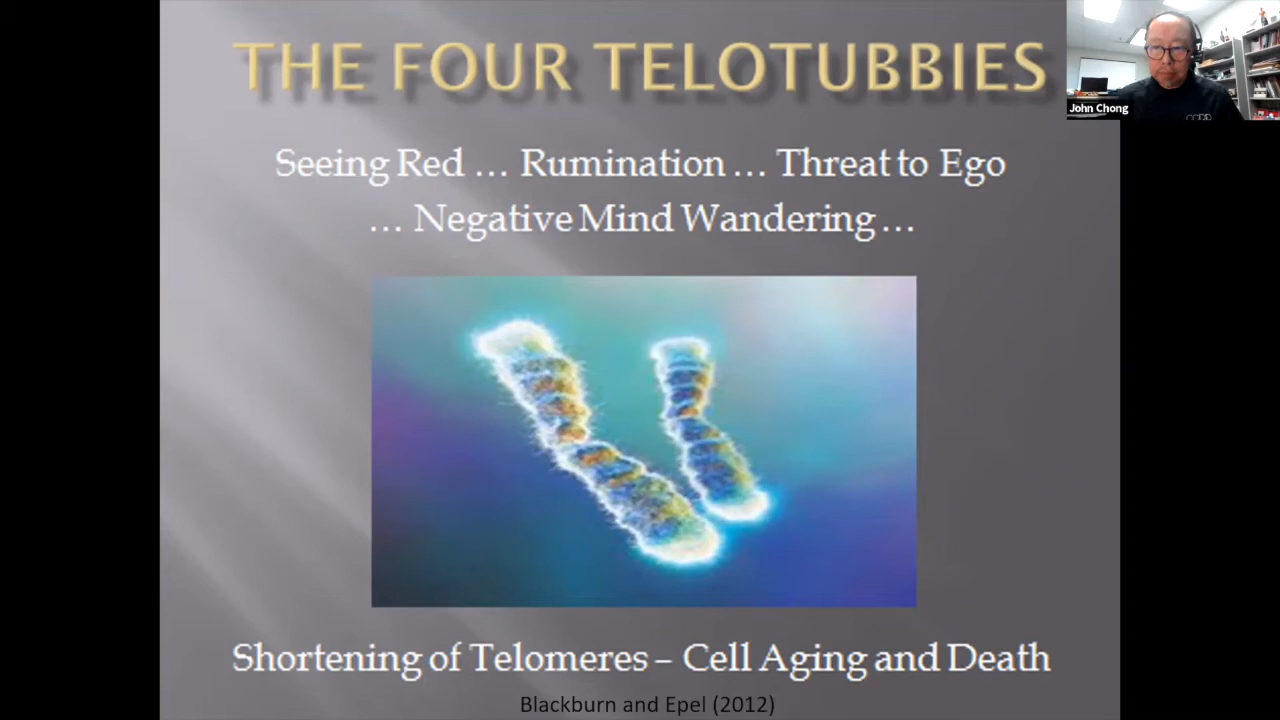 THE FOUR TELOTUBBIES
John Chong
Seeing Red … Rumination … Threat to Ego
… Negative Mind Wandering …
Shortening of Telomeres – Cell Aging and Death
Blackburn and Epel (2012)